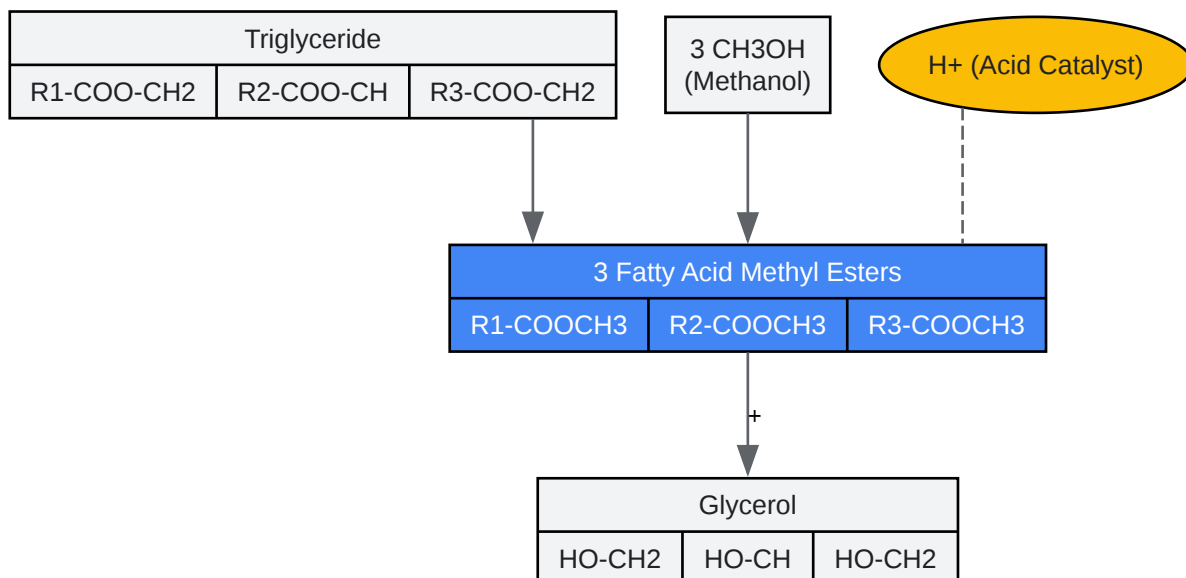 Triglyceride
R1-COO-CH2 R2-COO-CH R3-COO-CH2
3 CH3OH
(Methanol)
H+ (Acid Catalyst)
3 Fatty Acid Methyl Esters
R1-COOCH3 R2-COOCH3 R3-COOCH3
+
Glycerol
HO-CH2 HO-CH HO-CH2